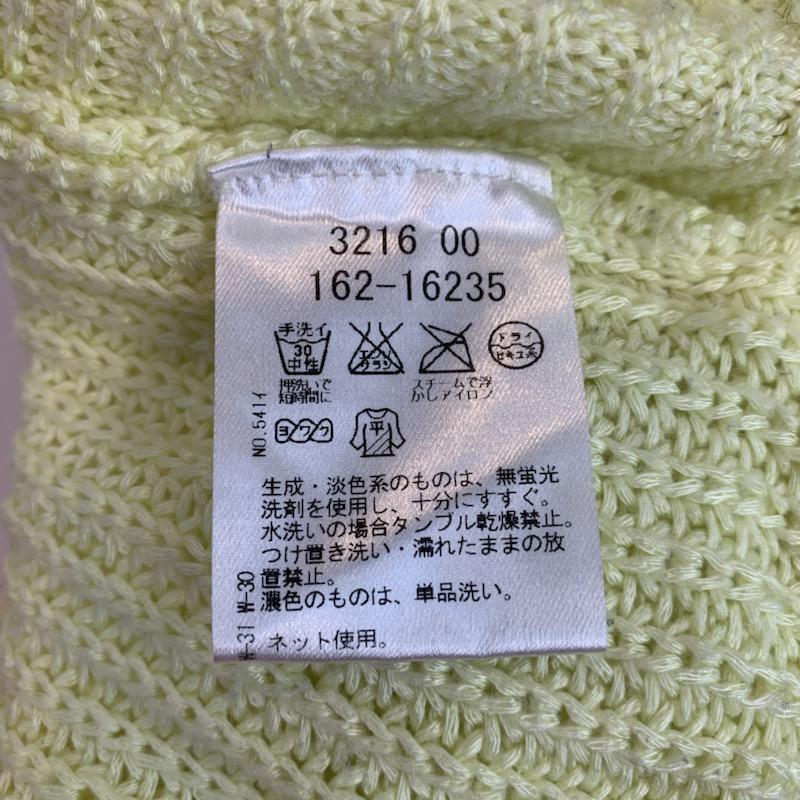 3216 00
162-16235
手洗イ
30
中性
エンソ
サラシ
ドライ
セキユ系
押洗いで
短時間に
スチームで浮
かしアイロン
NO.5414
ヨワク
平
生成・淡色系のものは、無蛍光
洗剤を使用し、十分にすすぐ。
水洗いの場合タンブル乾燥禁止。
つけ置き洗い・濡れたままの放
置禁止。
濃色のものは、単品洗い。
ネット使用。
W-31 W-30